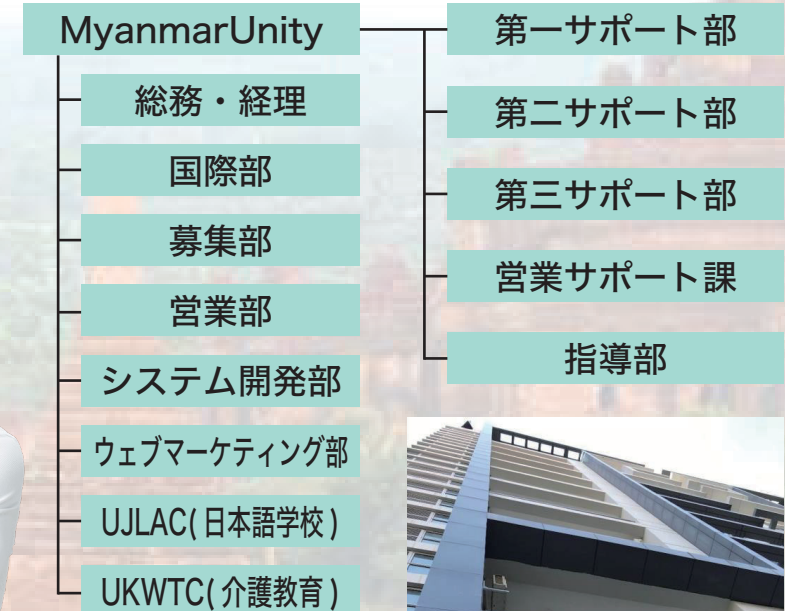 MyanmarUnity
総務・経理
国際部
募集部
営業部
システム開発部
ウェブマーケティング部
UJLAC(日本語学校)
UKWTC(介護教育)
第一サポート部
第二サポート部
第三サポート部
営業サポート課
指導部